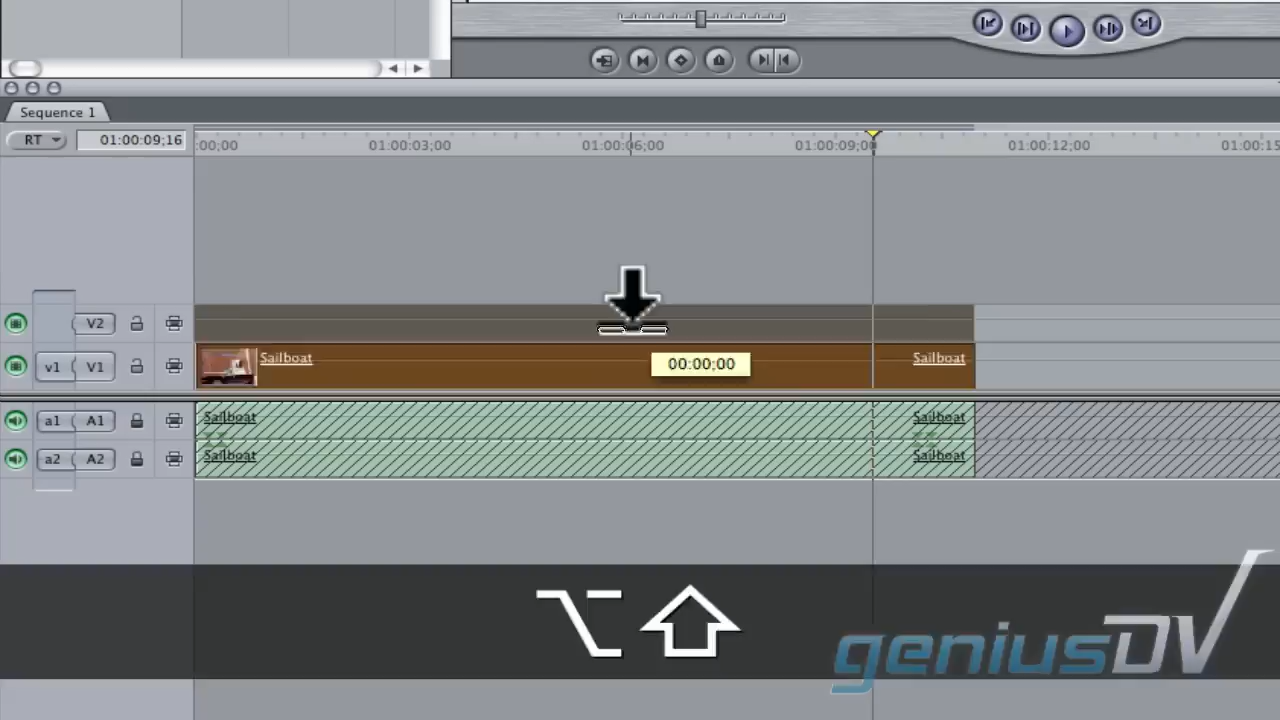 Sequence 1
RT 01:00:09;16 :00;00 01:00:03;00 01:00:06;00 01:00:09;00 01:00:12;00 01:00:15
V2
v1 V1 Sailboat Sailboat
00:00;00
a1 A1 Sailboat Sailboat
a2 A2 Sailboat Sailboat
geniusDV